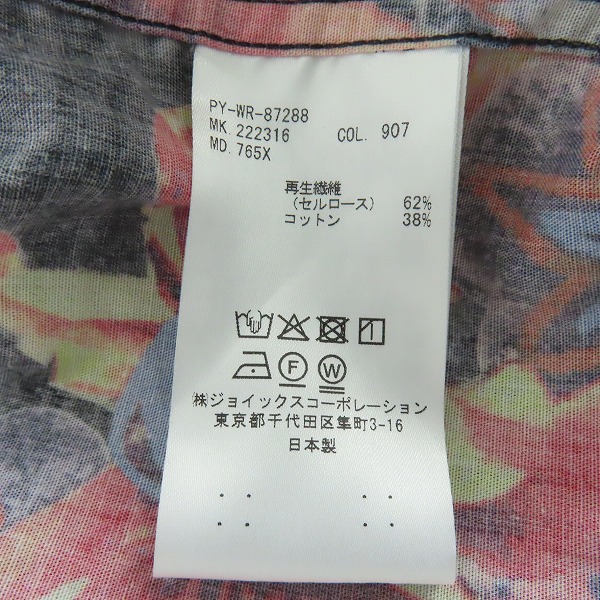 PY-WR-87288
MK. 222316 COL. 907
MD. 765X
再生繊維
(セルロース) 62%
コットン 38%
F W
㈱ジョイックスコーポレーション
東京都千代田区隼町3-16
日本製